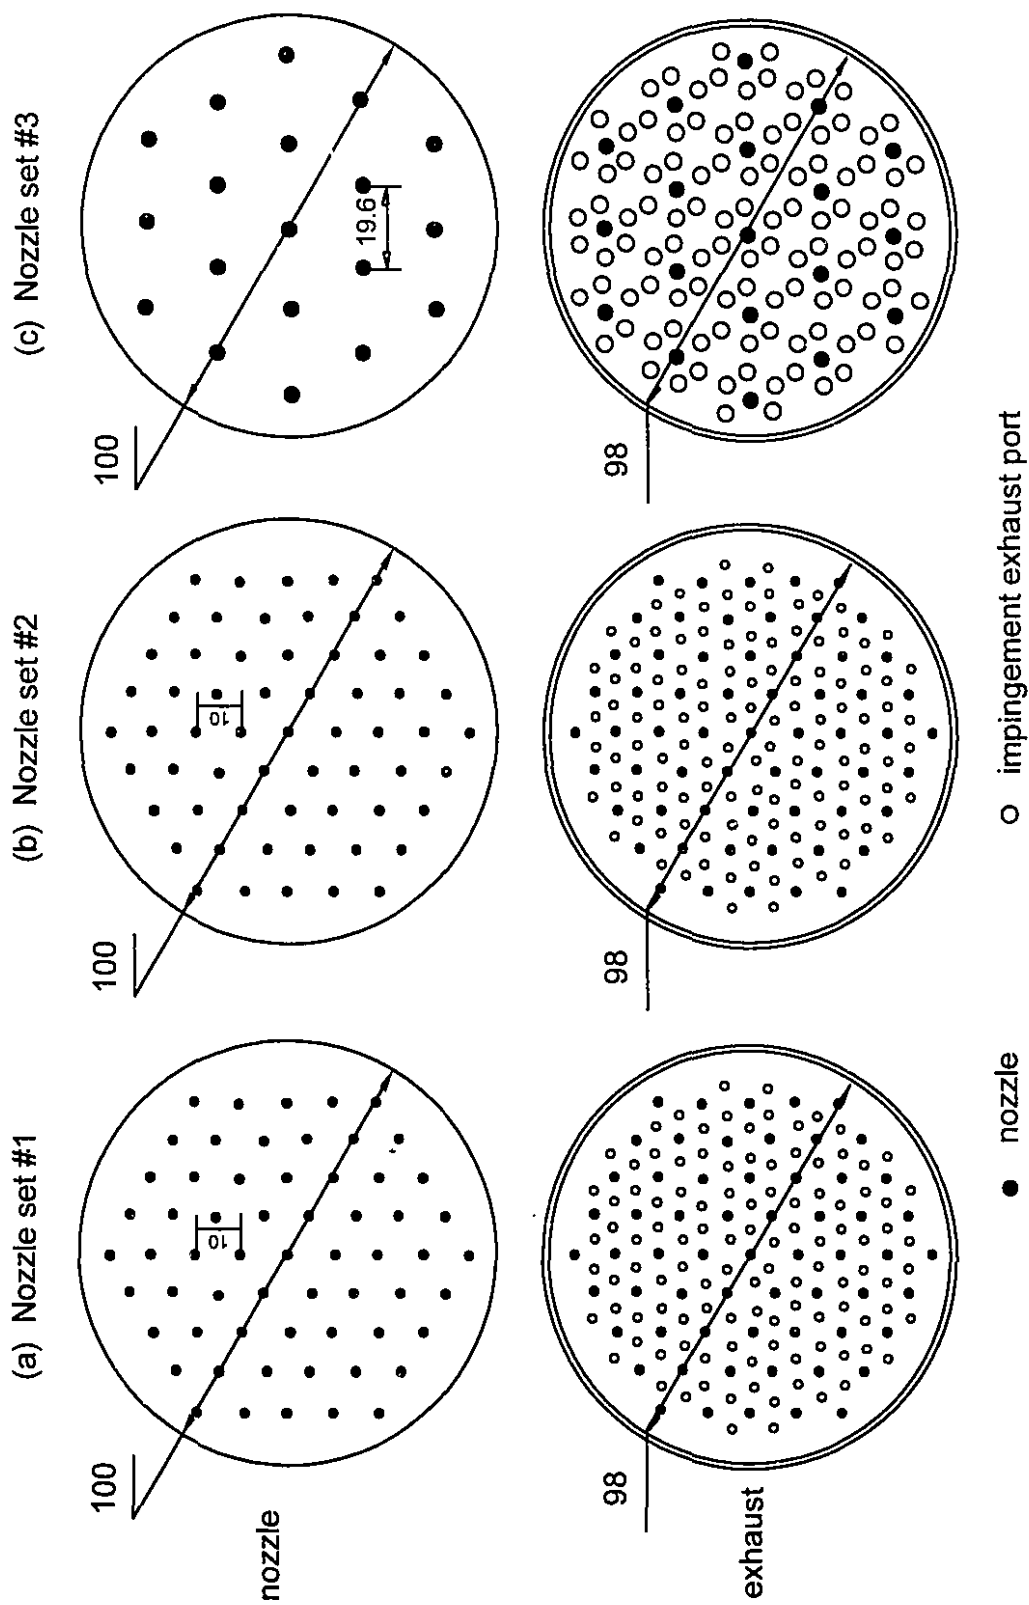 (a) Nozzle set #1
(b) Nozzle set #2
(c) Nozzle set #3
nozzle
100
10
100
10
100
19.6
exhaust
98
98
98
nozzle
impingement exhaust port